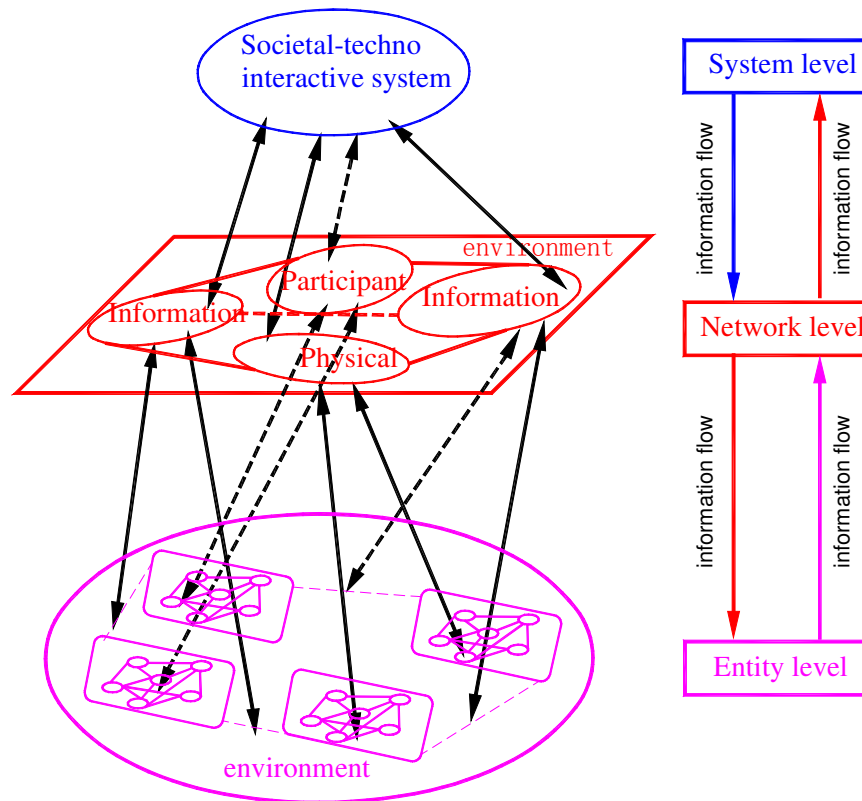 Societal-techno
interactive system
System level
information flow
information flow
environment
Participant
Information
Information
Physical
Network level
information flow
information flow
environment
Entity level